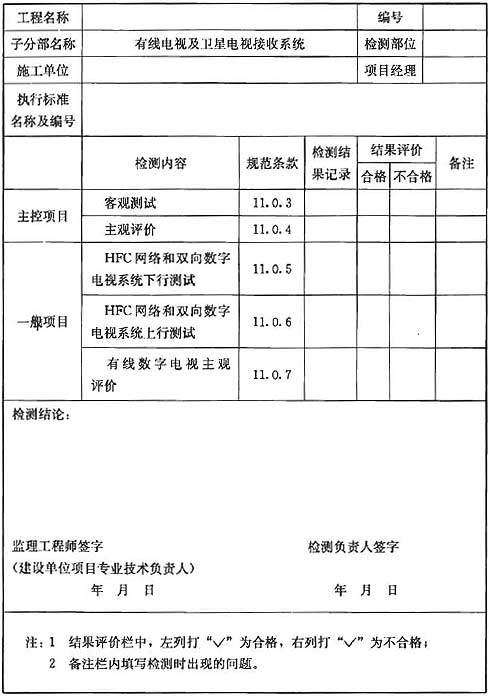 工程名称 编号
子分部名称 有线电视及卫星电视接收系统 检测部位
施工单位 项目经理
执行标准
名称及编号
检测内容 规范条款 检测结
果记录 结果评价 备注
合格 不合格
主控项目 客观测试 11.0.3
主观评价 11.0.4
一般项目 HFC网络和双向数字
电视系统下行测试 11.0.5
HFC网络和双向数字
电视系统上行测试 11.0.6
有线数字电视主观
评价 11.0.7
检测结论：
监理工程师签字 检测负责人签字
（建设单位项目专业技术负责人）
年 月 日 年 月 日
注：1 结果评价栏中，左列打“√”为合格，右列打“√”为不合格；
2 备注栏内填写检测时出现的问题。